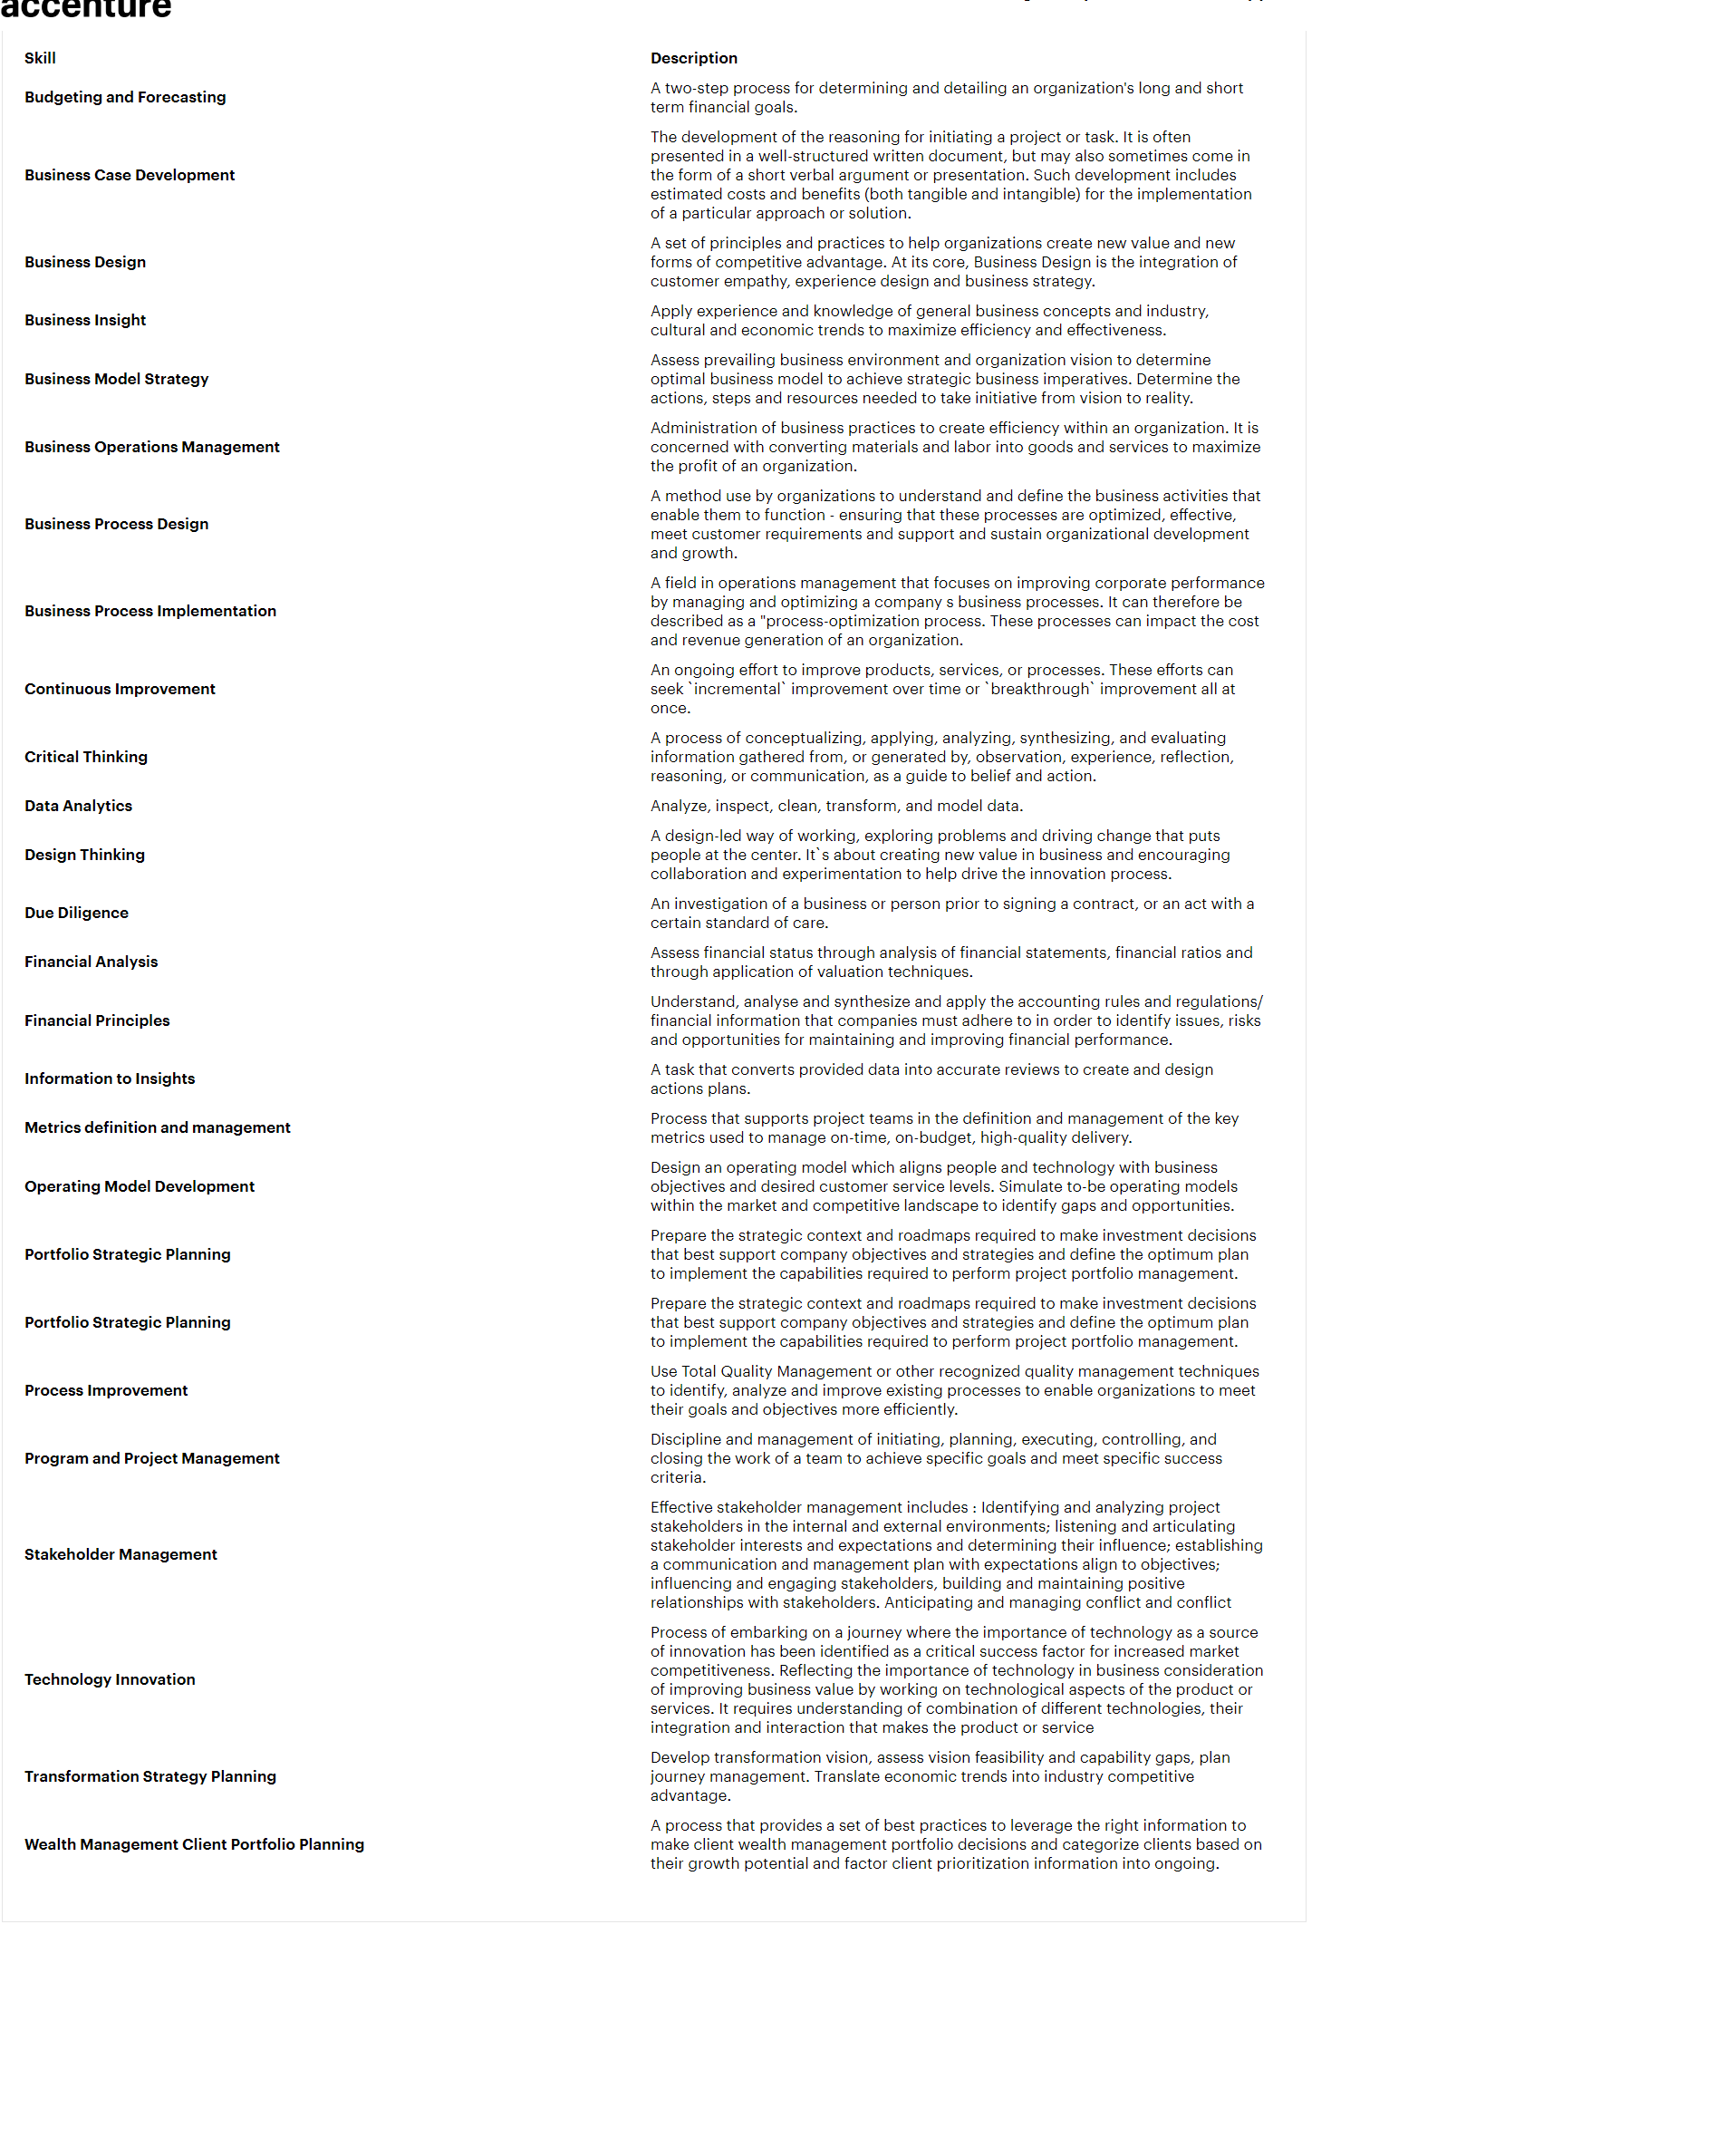 accenture
Skill Description
Budgeting and Forecasting
A two-step process for determining and detailing an organization's long and short
term financial goals.
Business Case Development
The development of the reasoning for initiating a project or task. It is often
presented in a well-structured written document, but may also sometimes come in
the form of a short verbal argument or presentation. Such development includes
estimated costs and benefits (both tangible and intangible) for the implementation
of a particular approach or solution.
Business Design
A set of principles and practices to help organizations create new value and new
forms of competitive advantage. At its core, Business Design is the integration of
customer empathy, experience design and business strategy.
Business Insight
Apply experience and knowledge of general business concepts and industry,
cultural and economic trends to maximize efficiency and effectiveness.
Business Model Strategy
Assess prevailing business environment and organization vision to determine
optimal business model to achieve strategic business imperatives. Determine the
actions, steps and resources needed to take initiative from vision to reality.
Business Operations Management
Administration of business practices to create efficiency within an organization. It is
concerned with converting materials and labor into goods and services to maximize
the profit of an organization.
Business Process Design
A method use by organizations to understand and define the business activities that
enable them to function - ensuring that these processes are optimized, effective,
meet customer requirements and support and sustain organizational development
and growth.
Business Process Implementation
A field in operations management that focuses on improving corporate performance
by managing and optimizing a company s business processes. It can therefore be
described as a "process-optimization process. These processes can impact the cost
and revenue generation of an organization.
Continuous Improvement
An ongoing effort to improve products, services, or processes. These efforts can
seek `incremental` improvement over time or `breakthrough` improvement all at
once.
Critical Thinking
A process of conceptualizing, applying, analyzing, synthesizing, and evaluating
information gathered from, or generated by, observation, experience, reflection,
reasoning, or communication, as a guide to belief and action.
Data Analytics
Analyze, inspect, clean, transform, and model data.
Design Thinking
A design-led way of working, exploring problems and driving change that puts
people at the center. It`s about creating new value in business and encouraging
collaboration and experimentation to help drive the innovation process.
Due Diligence
An investigation of a business or person prior to signing a contract, or an act with a
certain standard of care.
Financial Analysis
Assess financial status through analysis of financial statements, financial ratios and
through application of valuation techniques.
Financial Principles
Understand, analyse and synthesize and apply the accounting rules and regulations/
financial information that companies must adhere to in order to identify issues, risks
and opportunities for maintaining and improving financial performance.
Information to Insights
A task that converts provided data into accurate reviews to create and design
actions plans.
Metrics definition and management
Process that supports project teams in the definition and management of the key
metrics used to manage on-time, on-budget, high-quality delivery.
Operating Model Development
Design an operating model which aligns people and technology with business
objectives and desired customer service levels. Simulate to-be operating models
within the market and competitive landscape to identify gaps and opportunities.
Portfolio Strategic Planning
Prepare the strategic context and roadmaps required to make investment decisions
that best support company objectives and strategies and define the optimum plan
to implement the capabilities required to perform project portfolio management.
Portfolio Strategic Planning
Prepare the strategic context and roadmaps required to make investment decisions
that best support company objectives and strategies and define the optimum plan
to implement the capabilities required to perform project portfolio management.
Process Improvement
Use Total Quality Management or other recognized quality management techniques
to identify, analyze and improve existing processes to enable organizations to meet
their goals and objectives more efficiently.
Program and Project Management
Discipline and management of initiating, planning, executing, controlling, and
closing the work of a team to achieve specific goals and meet specific success
criteria.
Stakeholder Management
Effective stakeholder management includes : Identifying and analyzing project
stakeholders in the internal and external environments; listening and articulating
stakeholder interests and expectations and determining their influence; establishing
a communication and management plan with expectations align to objectives;
influencing and engaging stakeholders, building and maintaining positive
relationships with stakeholders. Anticipating and managing conflict and conflict
Technology Innovation
Process of embarking on a journey where the importance of technology as a source
of innovation has been identified as a critical success factor for increased market
competitiveness. Reflecting the importance of technology in business consideration
of improving business value by working on technological aspects of the product or
services. It requires understanding of combination of different technologies, their
integration and interaction that makes the product or service
Transformation Strategy Planning
Develop transformation vision, assess vision feasibility and capability gaps, plan
journey management. Translate economic trends into industry competitive
advantage.
Wealth Management Client Portfolio Planning
A process that provides a set of best practices to leverage the right information to
make client wealth management portfolio decisions and categorize clients based on
their growth potential and factor client prioritization information into ongoing.